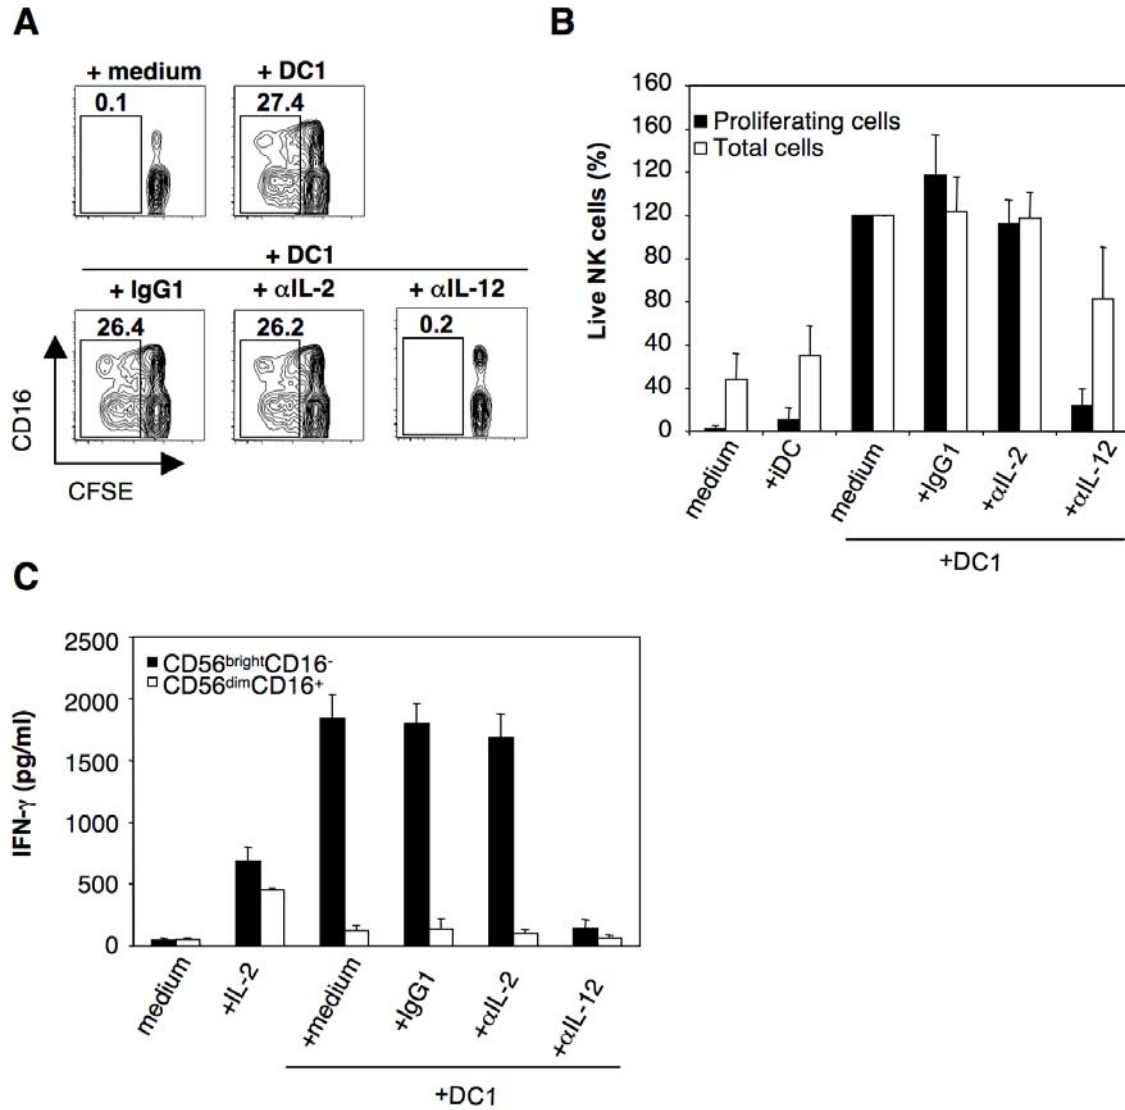 A
+ medium
+ DC1
0.1
27.4
+ DC1
+ IgG1
+ αIL-2
+ αIL-12
26.4
26.2
0.2
CD16
CFSE
B
Live NK cells (%)
160
160
120
120
80
80
40
40
0
Proliferating cells
Total cells
medium
+iDC
medium
+IgG1
+αIL-2
+αIL-12
+DC1
C
IFN-γ (pg/ml)
2500
2000
1500
1000
500
0
CD56brightCD16-
CD56dimCD16+
medium
+IL-2
+medium
+IgG1
+αIL-2
+αIL-12
+DC1